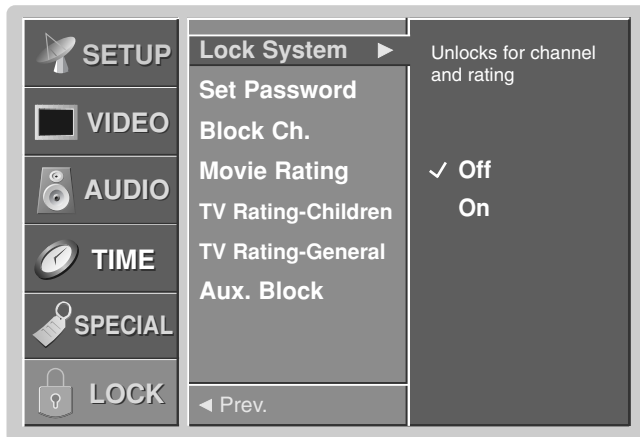 SETUP
VIDEO
AUDIO
TIME
SPECIAL
LOCK
Lock System ►
Set Password
Block Ch.
Movie Rating
TV Rating-Children
TV Rating-General
Aux. Block
◄ Prev.
Unlocks for channel
and rating
✓ Off
On